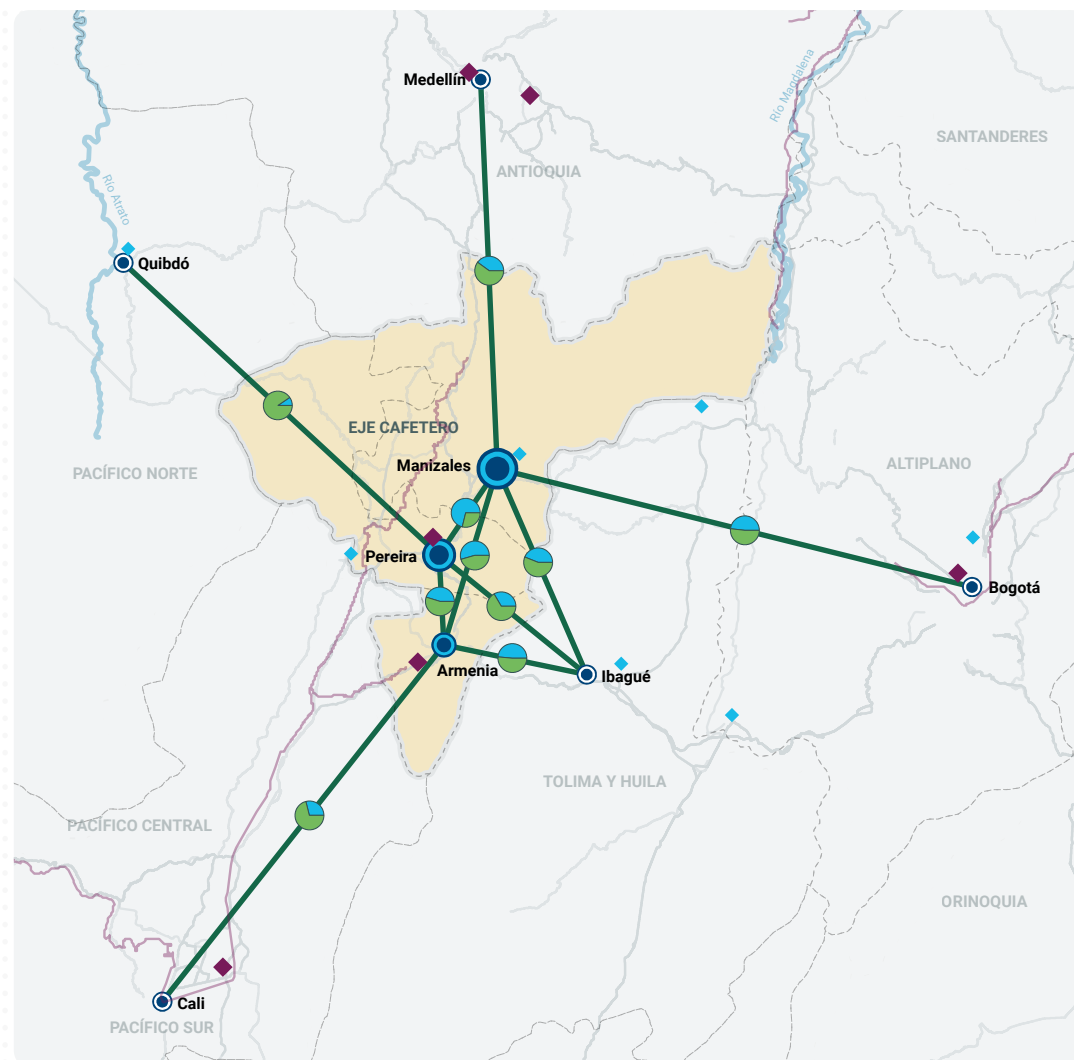 Medellín
Río Magdalena
SANTANDERES
ANTIOQUIA
Río Atrato
Quibdó
EJE CAFETERO
Manizales
PACÍFICO NORTE
ALTIPLANO
Pereira
Bogotá
Armenia
Ibagué
TOLIMA Y HUILA
PACÍFICO CENTRAL
ORINOQUIA
Cali
PACÍFICO SUR